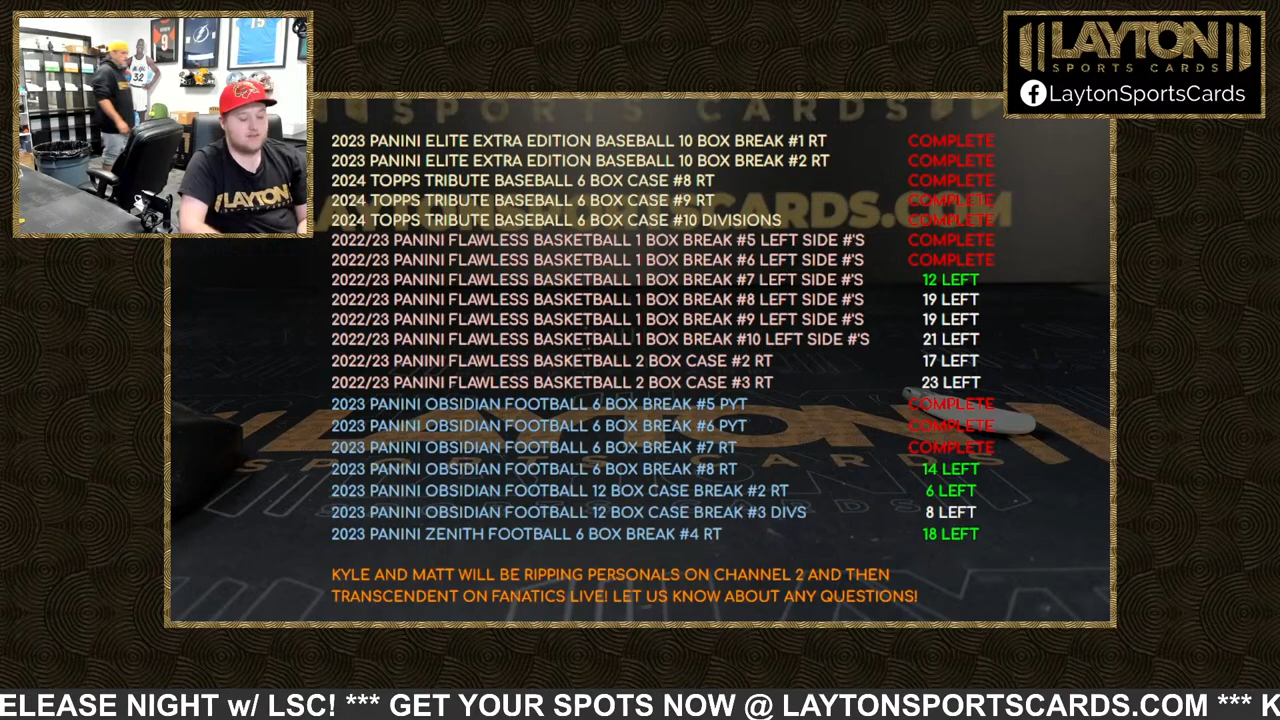 LAYTON
SPORTS CARDS
LaytonSportsCards
SPORTS CARDS
2023 PANINI ELITE EXTRA EDITION BASEBALL 10 BOX BREAK #1 RT COMPLETE
2023 PANINI ELITE EXTRA EDITION BASEBALL 10 BOX BREAK #2 RT COMPLETE
2024 TOPPS TRIBUTE BASEBALL 6 BOX CASE #8 RT COMPLETE
2024 TOPPS TRIBUTE BASEBALL 6 BOX CASE #9 RT COMPLETE
2024 TOPPS TRIBUTE BASEBALL 6 BOX CASE #10 DIVISIONS COMPLETE
2022/23 PANINI FLAWLESS BASKETBALL 1 BOX BREAK #5 LEFT SIDE #'S COMPLETE
2022/23 PANINI FLAWLESS BASKETBALL 1 BOX BREAK #6 LEFT SIDE #'S COMPLETE
2022/23 PANINI FLAWLESS BASKETBALL 1 BOX BREAK #7 LEFT SIDE #'S 12 LEFT
2022/23 PANINI FLAWLESS BASKETBALL 1 BOX BREAK #8 LEFT SIDE #'S 19 LEFT
2022/23 PANINI FLAWLESS BASKETBALL 1 BOX BREAK #9 LEFT SIDE #'S 19 LEFT
2022/23 PANINI FLAWLESS BASKETBALL 1 BOX BREAK #10 LEFT SIDE #'S 21 LEFT
2022/23 PANINI FLAWLESS BASKETBALL 2 BOX CASE #2 RT 17 LEFT
2022/23 PANINI FLAWLESS BASKETBALL 2 BOX CASE #3 RT 23 LEFT
2023 PANINI OBSIDIAN FOOTBALL 6 BOX BREAK #5 PYT COMPLETE
2023 PANINI OBSIDIAN FOOTBALL 6 BOX BREAK #6 PYT COMPLETE
2023 PANINI OBSIDIAN FOOTBALL 6 BOX BREAK #7 RT COMPLETE
2023 PANINI OBSIDIAN FOOTBALL 6 BOX BREAK #8 RT 14 LEFT
2023 PANINI OBSIDIAN FOOTBALL 12 BOX CASE BREAK #2 RT 6 LEFT
2023 PANINI OBSIDIAN FOOTBALL 12 BOX CASE BREAK #3 DIVS 8 LEFT
2023 PANINI ZENITH FOOTBALL 6 BOX BREAK #4 RT 18 LEFT
KYLE AND MATT WILL BE RIPPING PERSONALS ON CHANNEL 2 AND THEN
TRANSCENDENT ON FANATICS LIVE! LET US KNOW ABOUT ANY QUESTIONS!
ELEASE NIGHT w/ LSC! *** GET YOUR SPOTS NOW @ LAYTONSPORTSCARDS.COM *** K